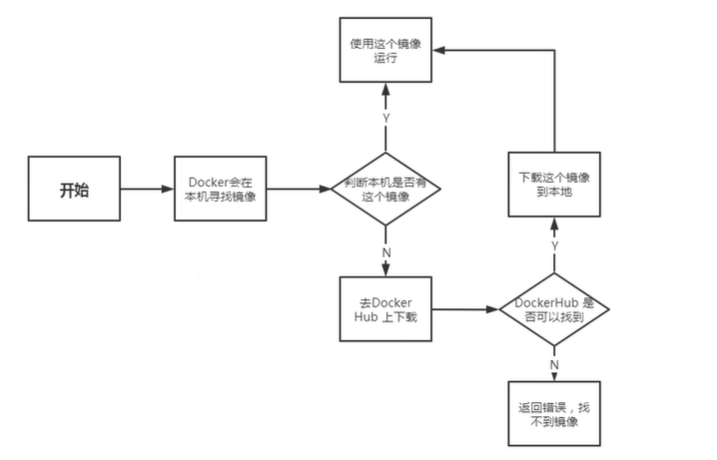 使用这个镜像
运行
Y
开始
Docker会在
本机寻找镜像
判断本机是否有
这个镜像
下载这个镜像
到本地
N
Y
去Docker
Hub 上下载
DockerHub 是
否可以找到
N
返回错误，找
不到镜像